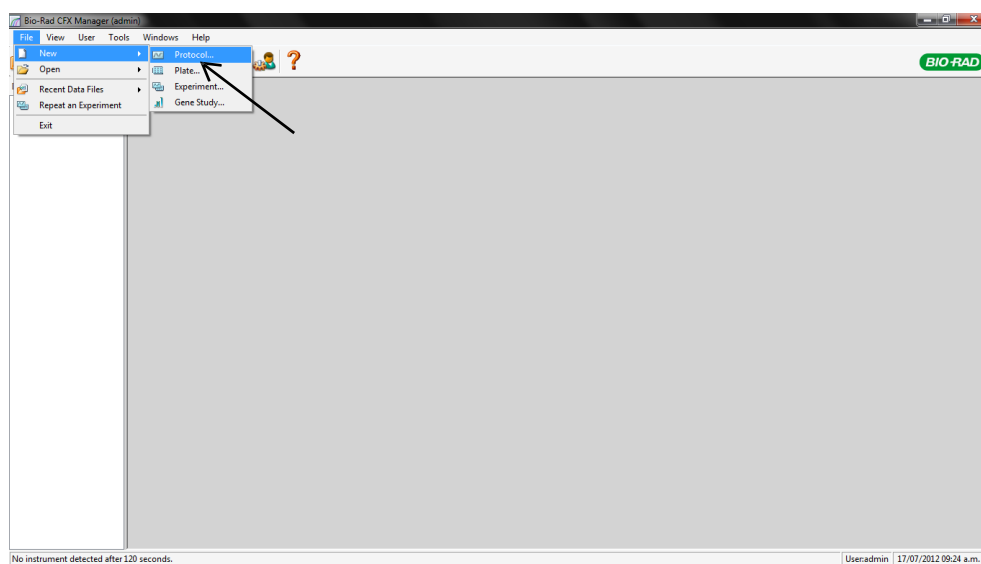 Bio-Rad CFX Manager (admin)
File View User Tools Windows Help
New
Open
Recent Data Files
Repeat an Experiment
Exit
Protocol...
Plate...
Experiment...
Gene Study...
?
BIO-RAD
No instrument detected after 120 seconds.
User:admin 17/07/2012 09:24 a.m.